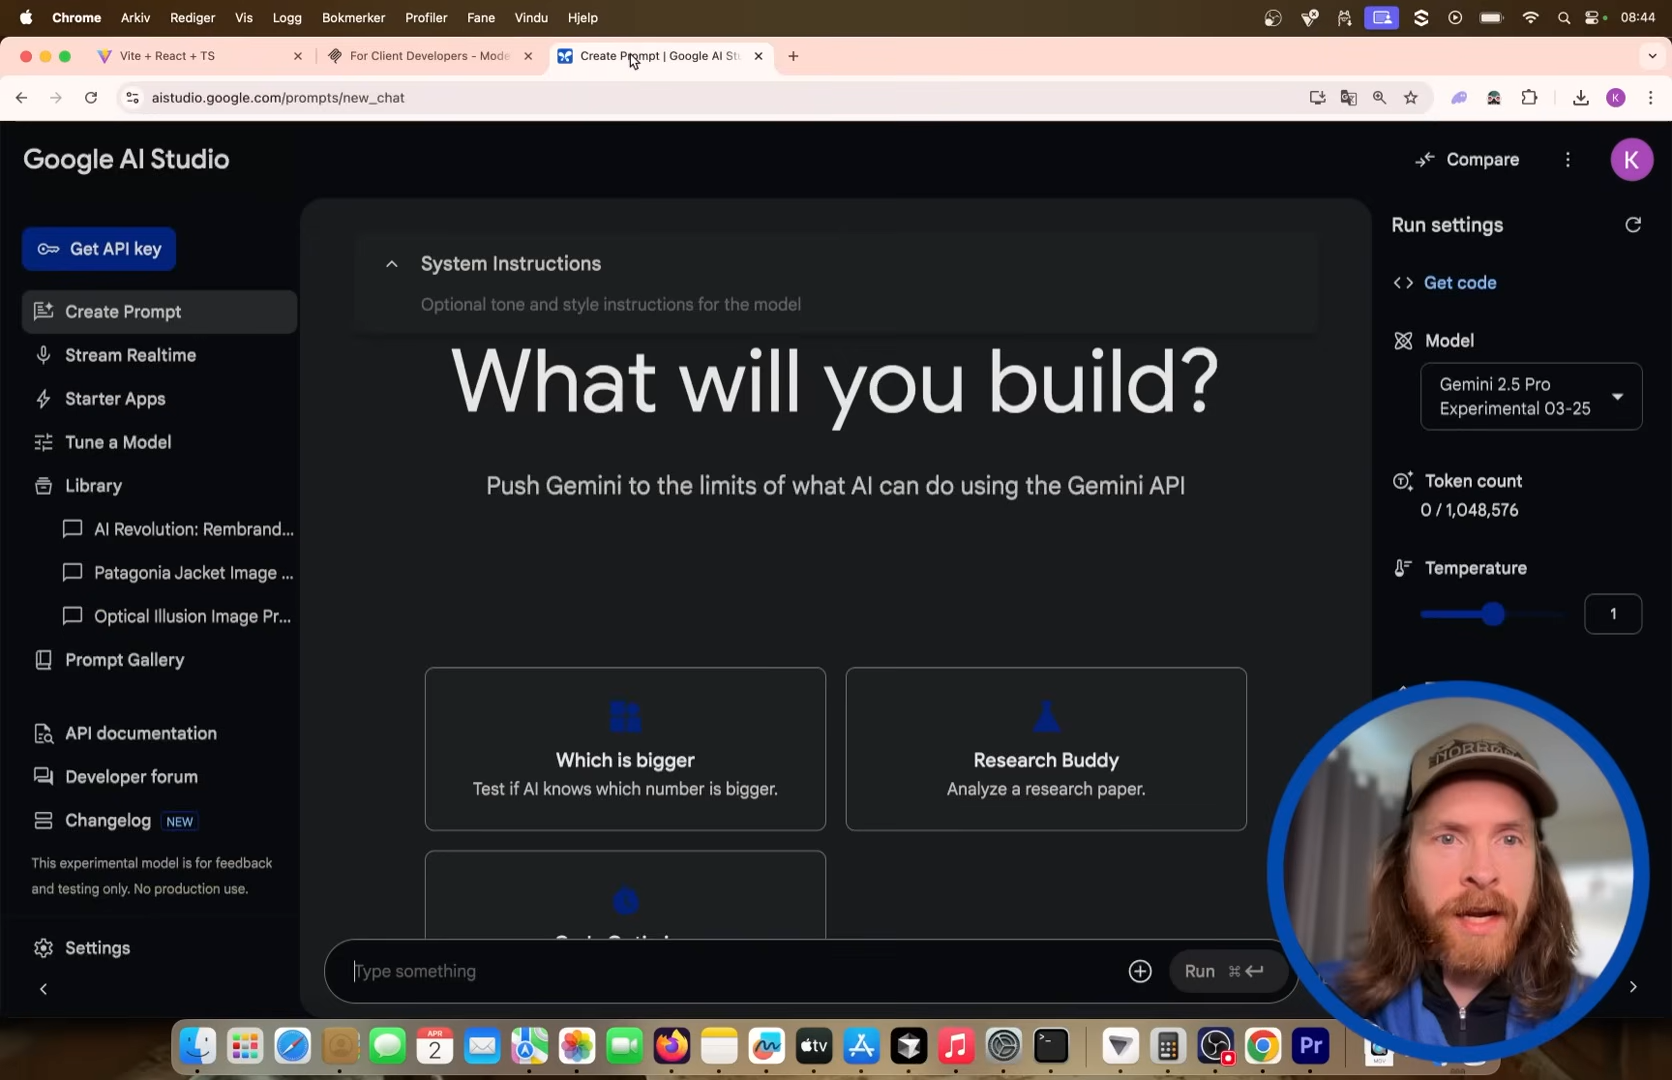 Chrome Arkiv Rediger Vis Logg Bokmerker Profiler Fane Vindu Hjelp 08:44
Vite + React + TS
For Client Developers - Mode
Create Prompt | Google AI Stu
aistudio.google.com/prompts/new_chat
K
Google AI Studio
Compare
K
Get API key
Create Prompt
Stream Realtime
Starter Apps
Tune a Model
Library
AI Revolution: Rembrand...
Patagonia Jacket Image ...
Optical Illusion Image Pr...
Prompt Gallery
API documentation
Developer forum
Changelog NEW
This experimental model is for feedback
and testing only. No production use.
Settings
System Instructions
Optional tone and style instructions for the model
What will you build?
Push Gemini to the limits of what AI can do using the Gemini API
Which is bigger
Test if AI knows which number is bigger.
Research Buddy
Analyze a research paper.
Type something
Run ⌘
Run settings
Get code
Model
Gemini 2.5 Pro
Experimental 03-25
Token count
0 / 1,048,576
Temperature
1
APR
2
tv
Pr